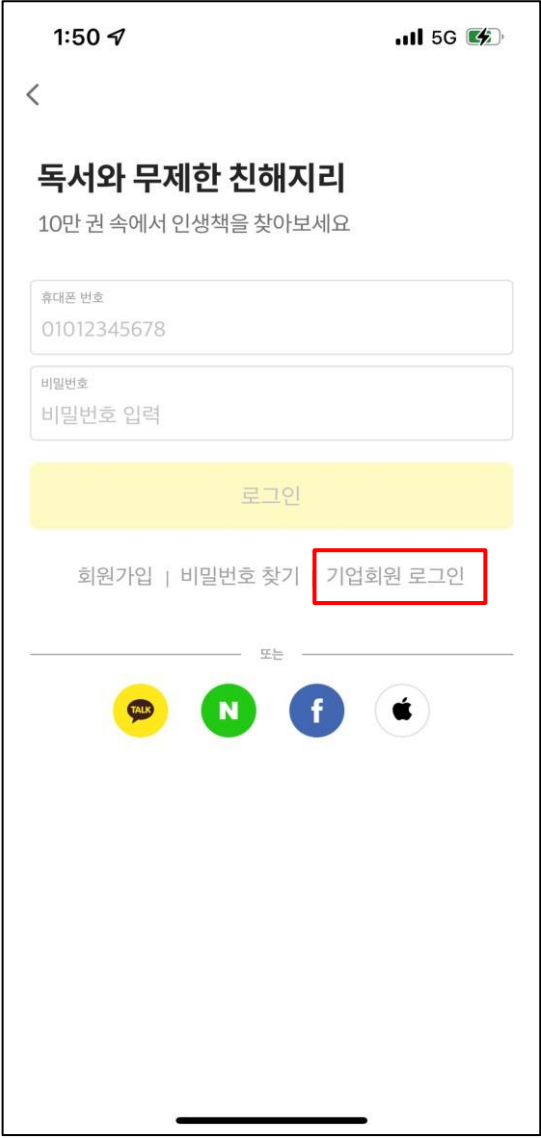 1:50 5G
독서와 무제한 친해지리
10만 권 속에서 인생책을 찾아보세요
휴대폰 번호
01012345678
비밀번호
비밀번호 입력
로그인
회원가입 | 비밀번호 찾기 기업회원 로그인
또는
TALK N f